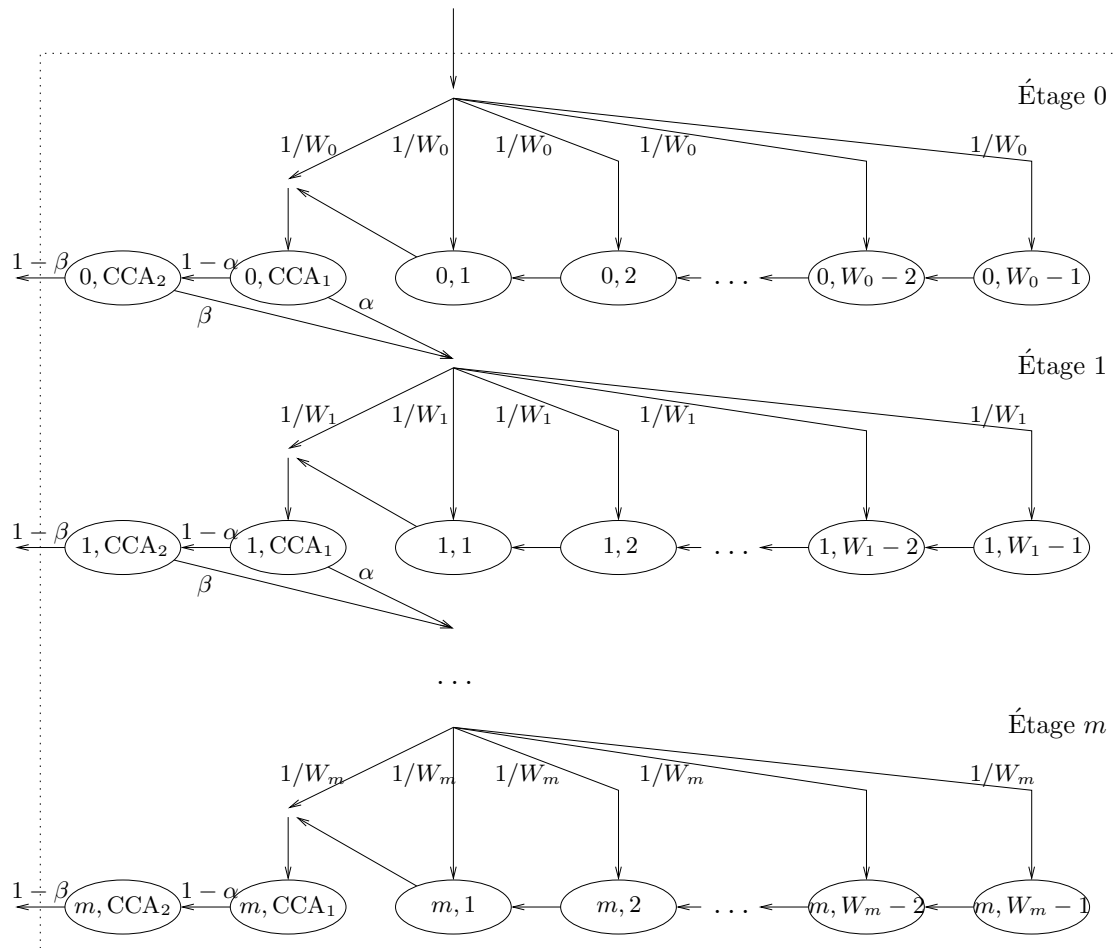 Étage 0
1/W₀ 1/W₀ 1/W₀ 1/W₀ 1/W₀
1 − β 0, CCA₂ 1 − α 0, CCA₁ 0, 1 0, 2 ... 0, W₀ − 2 0, W₀ − 1
β α
Étage 1
1/W₁ 1/W₁ 1/W₁ 1/W₁ 1/W₁
1 − β 1, CCA₂ 1 − α 1, CCA₁ 1, 1 1, 2 ... 1, W₁ − 2 1, W₁ − 1
β α
...
Étage m
1/Wₘ 1/Wₘ 1/Wₘ 1/Wₘ 1/Wₘ
1 − β m, CCA₂ 1 − α m, CCA₁ m, 1 m, 2 ... m, Wₘ − 2 m, Wₘ − 1